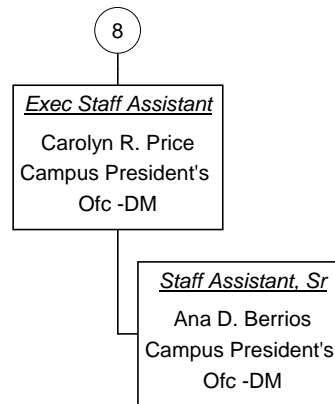 8
Exec Staff Assistant
Carolyn R. Price
Campus President's
Ofc -DM
Staff Assistant, Sr
Ana D. Berrios
Campus President's
Ofc -DM